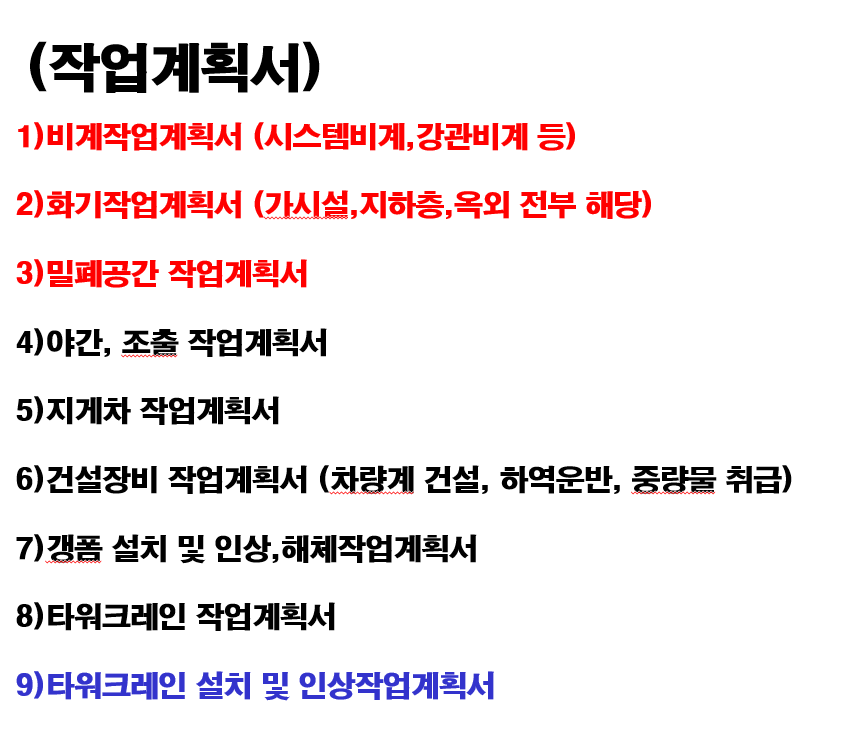 (작업계획서)
1)비계작업계획서 (시스템비계,강관비계 등)
2)화기작업계획서 (가시설,지하층,옥외 전부 해당)
3)밀폐공간 작업계획서
4)야간, 조출 작업계획서
5)지게차 작업계획서
6)건설장비 작업계획서 (차량계 건설, 하역운반, 중량물 취급)
7)갱폼 설치 및 인상,해체작업계획서
8)타워크레인 작업계획서
9)타워크레인 설치 및 인상작업계획서